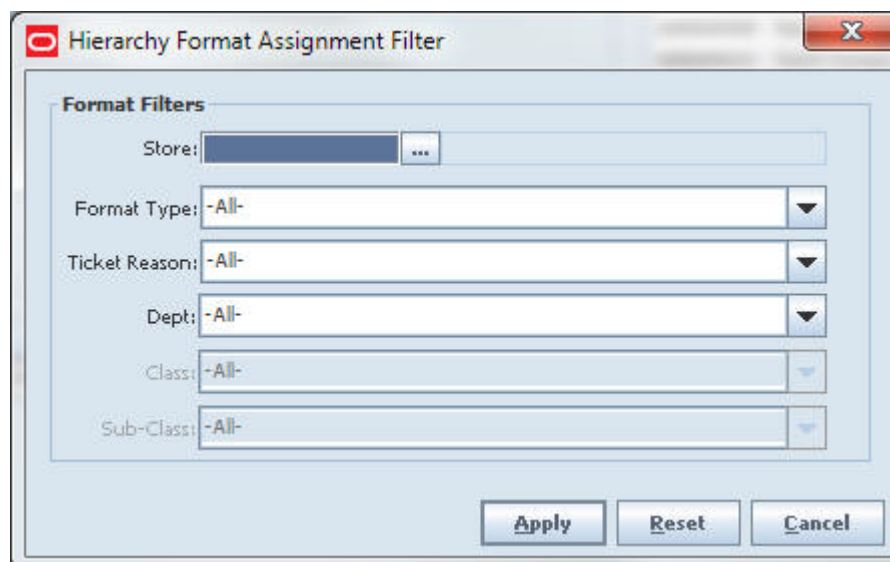 Hierarchy Format Assignment Filter
Format Filters
Store: ...
Format Type: -All-
Ticket Reason: -All-
Dept: -All-
Class: -All-
Sub-Class: -All-
Apply Reset Cancel